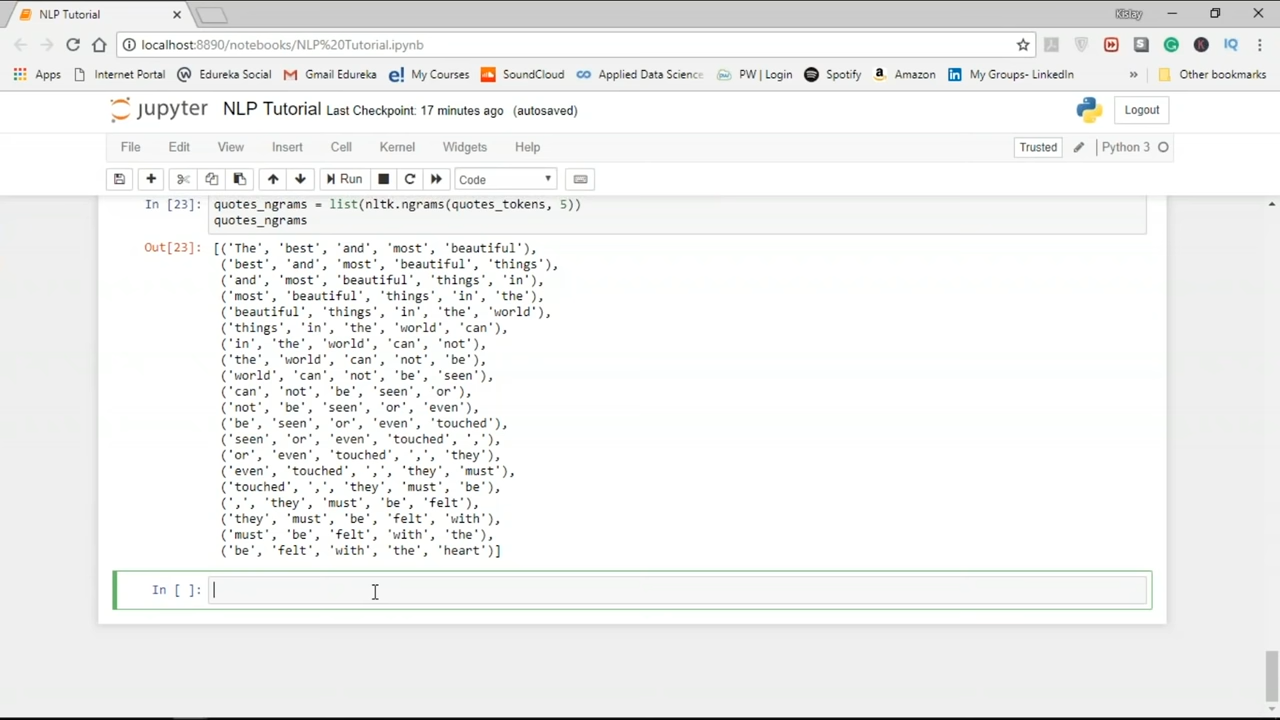 NLP Tutorial
Kislay
localhost:8890/notebooks/NLP%20Tutorial.ipynb
Apps Internet Portal Edureka Social Gmail Edureka My Courses SoundCloud Applied Data Science PW | Login Spotify Amazon My Groups- LinkedIn » Other bookmarks
jupyter NLP Tutorial Last Checkpoint: 17 minutes ago (autosaved) Logout
File Edit View Insert Cell Kernel Widgets Help Trusted Python 3
Run Code
In [23]: quotes_ngrams = list(nltk.ngrams(quotes_tokens, 5))
quotes_ngrams
Out[23]: [('The', 'best', 'and', 'most', 'beautiful'),
('best', 'and', 'most', 'beautiful', 'things'),
('and', 'most', 'beautiful', 'things', 'in'),
('most', 'beautiful', 'things', 'in', 'the'),
('beautiful', 'things', 'in', 'the', 'world'),
('things', 'in', 'the', 'world', 'can'),
('in', 'the', 'world', 'can', 'not'),
('the', 'world', 'can', 'not', 'be'),
('world', 'can', 'not', 'be', 'seen'),
('can', 'not', 'be', 'seen', 'or'),
('not', 'be', 'seen', 'or', 'even'),
('be', 'seen', 'or', 'even', 'touched'),
('seen', 'or', 'even', 'touched', ','),
('or', 'even', 'touched', ',', 'they'),
('even', 'touched', ',', 'they', 'must'),
('touched', ',', 'they', 'must', 'be'),
(',', 'they', 'must', 'be', 'felt'),
('they', 'must', 'be', 'felt', 'with'),
('must', 'be', 'felt', 'with', 'the'),
('be', 'felt', 'with', 'the', 'heart')]
In [ ]: